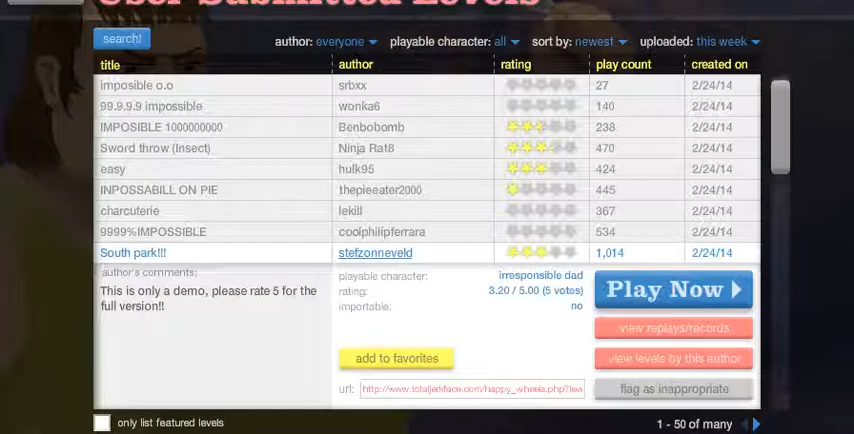 User Submitted Levels
search!
author: everyone playable character: all sort by: newest uploaded: this week
title author rating play count created on
imposible o.o srbxx 27 2/24/14
99.9.9.9 impossible wonka6 140 2/24/14
IMPOSIBLE 1000000000 Benbobomb 238 2/24/14
Sword throw (Insect) Ninja Rat8 470 2/24/14
easy hulk95 424 2/24/14
INPOSSABILL ON PIE thepieeater2000 445 2/24/14
charcuterie lekill 367 2/24/14
9999%IMPOSSIBLE coolphilipferrara 534 2/24/14
South park!!! stefzonneveld 1,014 2/24/14
author's comments:
This is only a demo, please rate 5 for the
full version!!
playable character: irresponsible dad
rating: 3.20 / 5.00 (5 votes)
importable: no
add to favorites
url: http://www.totaljerkface.com/happy_wheels.php?lev
Play Now
view replays/records
view levels by this author
flag as inappropriate
only list featured levels
1 - 50 of many